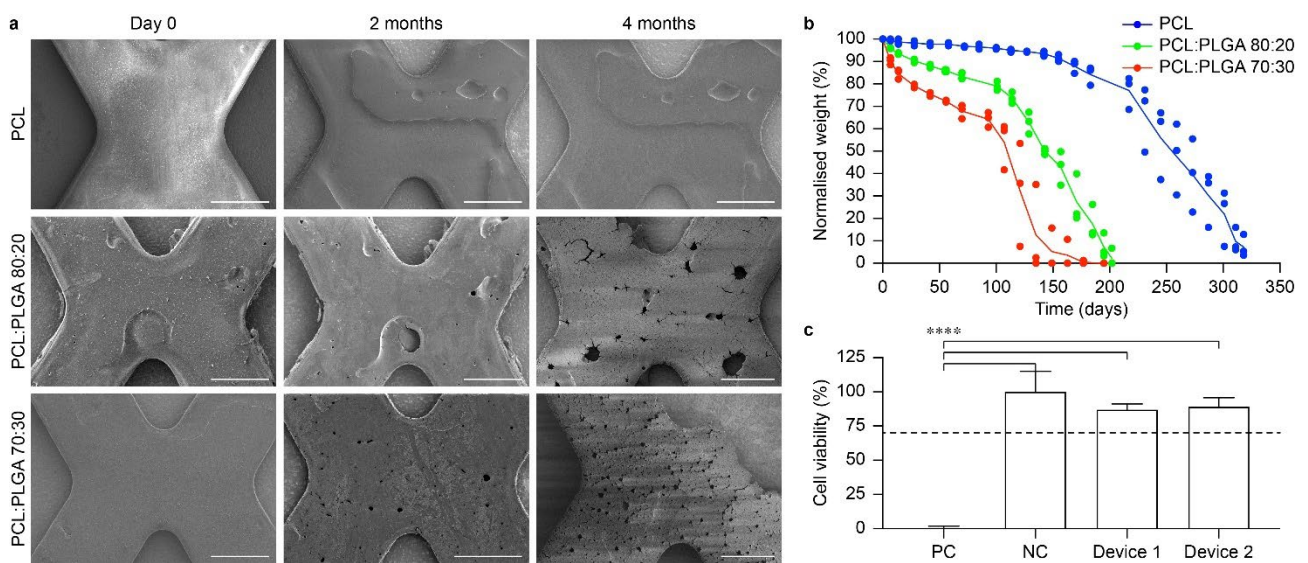 a
Day 0
2 months
4 months
PCL
PCL:PLGA 80:20
PCL:PLGA 70:30
b
PCL
PCL:PLGA 80:20
PCL:PLGA 70:30
Normalised weight (%)
100
90
80
70
60
50
40
30
20
10
0
0
50
100
150
200
250
300
350
Time (days)
c
****
Cell viability (%)
125
100
75
50
25
0
PC
NC
Device 1
Device 2